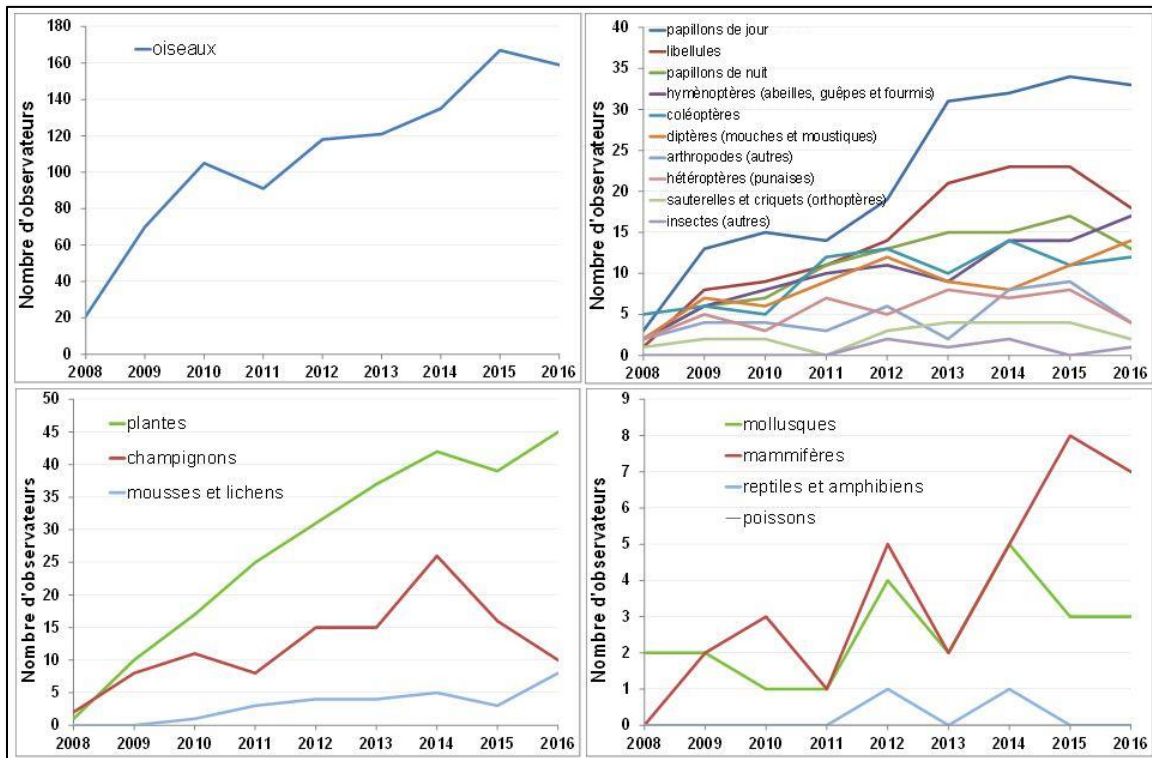 180
160
140
120
100
80
60
40
20
0
Nombre d'observateurs
oiseaux
2008 2009 2010 2011 2012 2013 2014 2015 2016
40
35
30
25
20
15
10
5
0
Nombre d'observateurs
papillons de jour
libellules
papillons de nuit
hymènoptères (abeilles, guêpes et fourmis)
coléoptères
diptères (mouches et moustiques)
arthropodes (autres)
hétéroptères (punaises)
sauterelles et criquets (orthoptères)
insectes (autres)
2008 2009 2010 2011 2012 2013 2014 2015 2016
50
45
40
35
30
25
20
15
10
5
0
Nombre d'observateurs
plantes
champignons
mousses et lichens
2008 2009 2010 2011 2012 2013 2014 2015 2016
9
8
7
6
5
4
3
2
1
0
Nombre d'observateurs
mollusques
mammifères
reptiles et amphibiens
poissons
2008 2009 2010 2011 2012 2013 2014 2015 2016